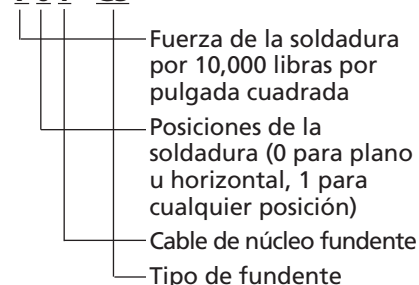 Fuerza de la soldadura
por 10,000 libras por
pulgada cuadrada
Posiciones de la
soldadura (0 para plano
u horizontal, 1 para
cualquier posición)
Cable de núcleo fundente
Tipo de fundente